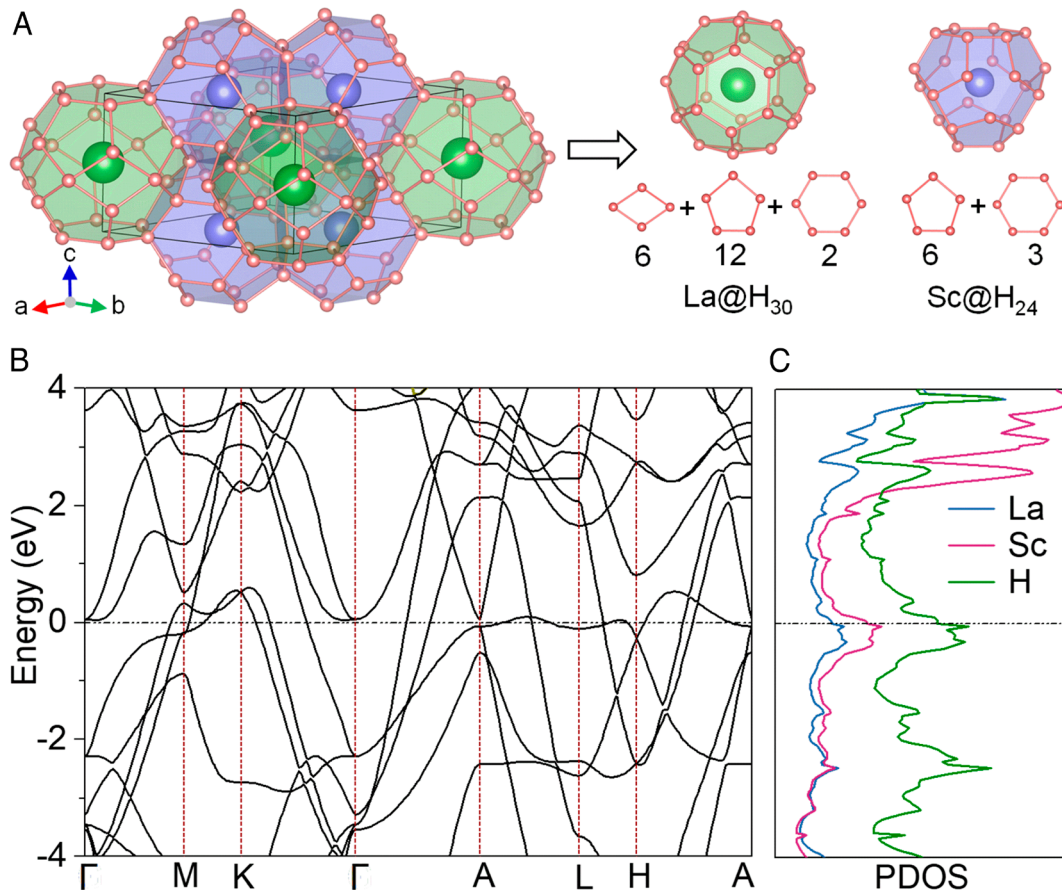 A
c
a
b
6 + 12 + 2
La@H30
6 + 3
Sc@H24
B
Energy (eV)
4
2
0
-2
-4
Γ M K Γ A L H A
C
La
Sc
H
PDOS